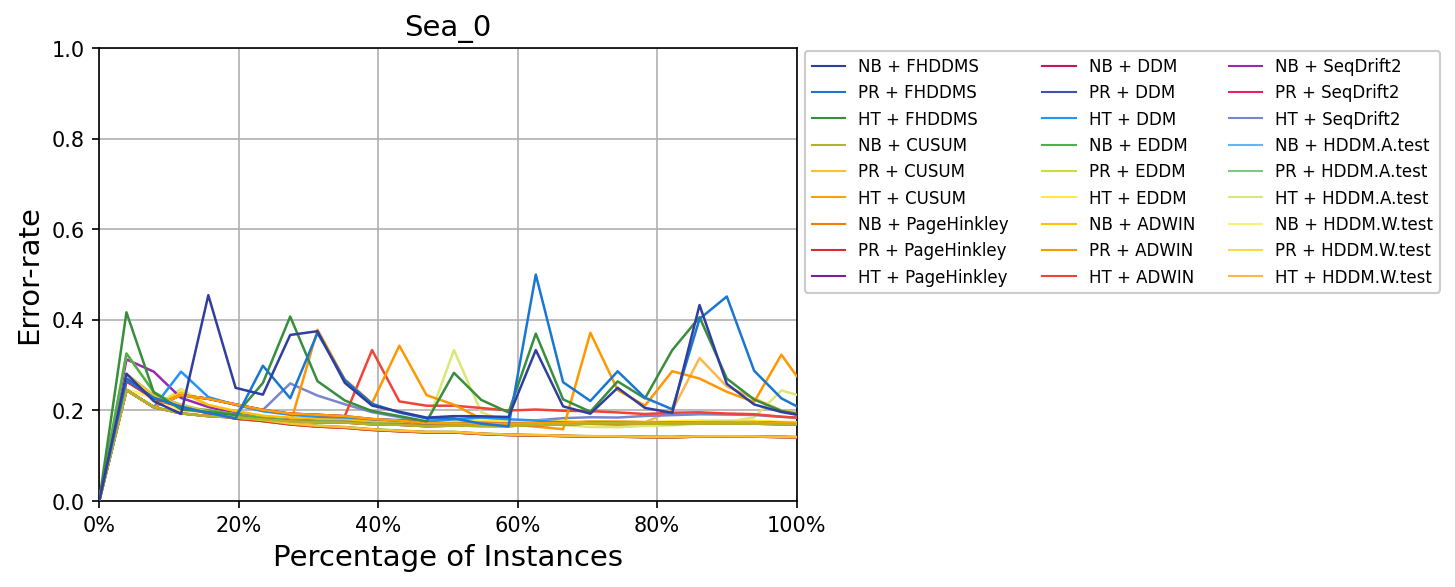 Sea_0
1.0
0.8
0.6
0.4
0.2
0.0
Error-rate
0%
20%
40%
60%
80%
100%
Percentage of Instances
NB + FHDDMS
PR + FHDDMS
HT + FHDDMS
NB + CUSUM
PR + CUSUM
HT + CUSUM
NB + PageHinkley
PR + PageHinkley
HT + PageHinkley
NB + DDM
PR + DDM
HT + DDM
NB + EDDM
PR + EDDM
HT + EDDM
NB + ADWIN
PR + ADWIN
HT + ADWIN
NB + SeqDrift2
PR + SeqDrift2
HT + SeqDrift2
NB + HDDM.A.test
PR + HDDM.A.test
HT + HDDM.A.test
NB + HDDM.W.test
PR + HDDM.W.test
HT + HDDM.W.test